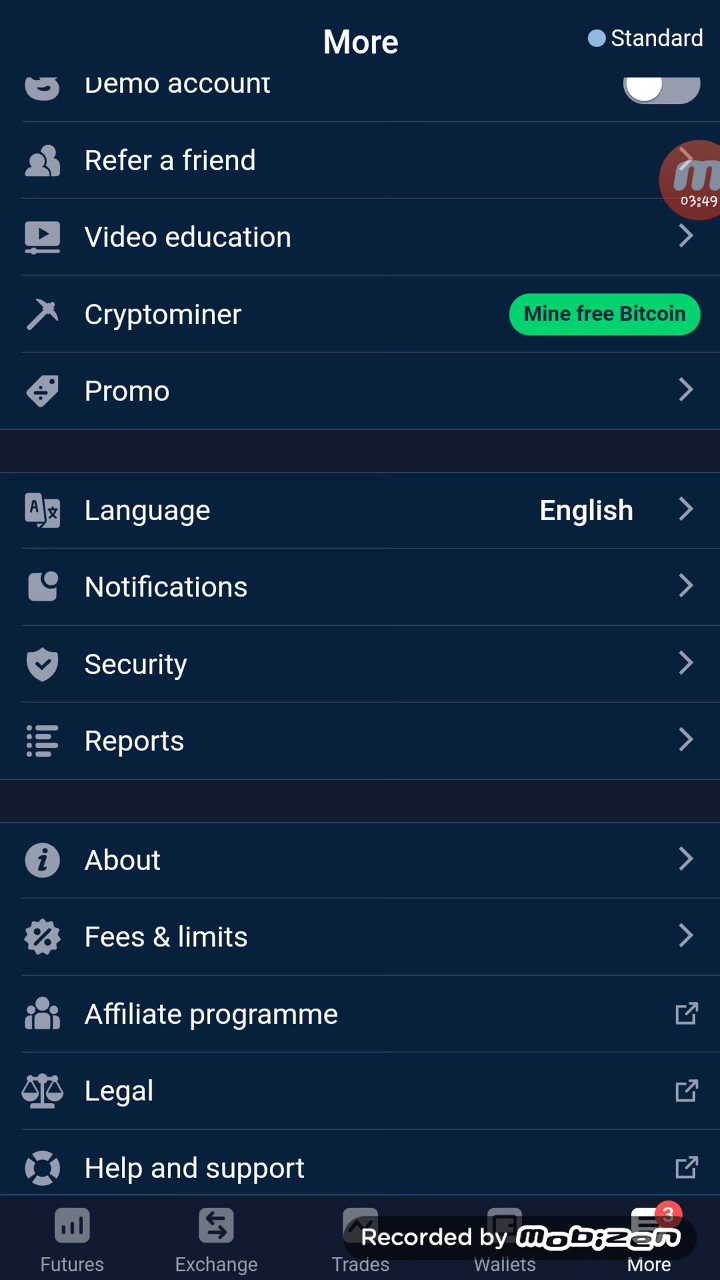 More
Standard
Demo account
Refer a friend
03:49
Video education
Cryptominer
Mine free Bitcoin
Promo
Language
English
Notifications
Security
Reports
About
Fees & limits
Affiliate programme
Legal
Help and support
3
Recorded by mobizen
Futures
Exchange
Trades
Wallets
More